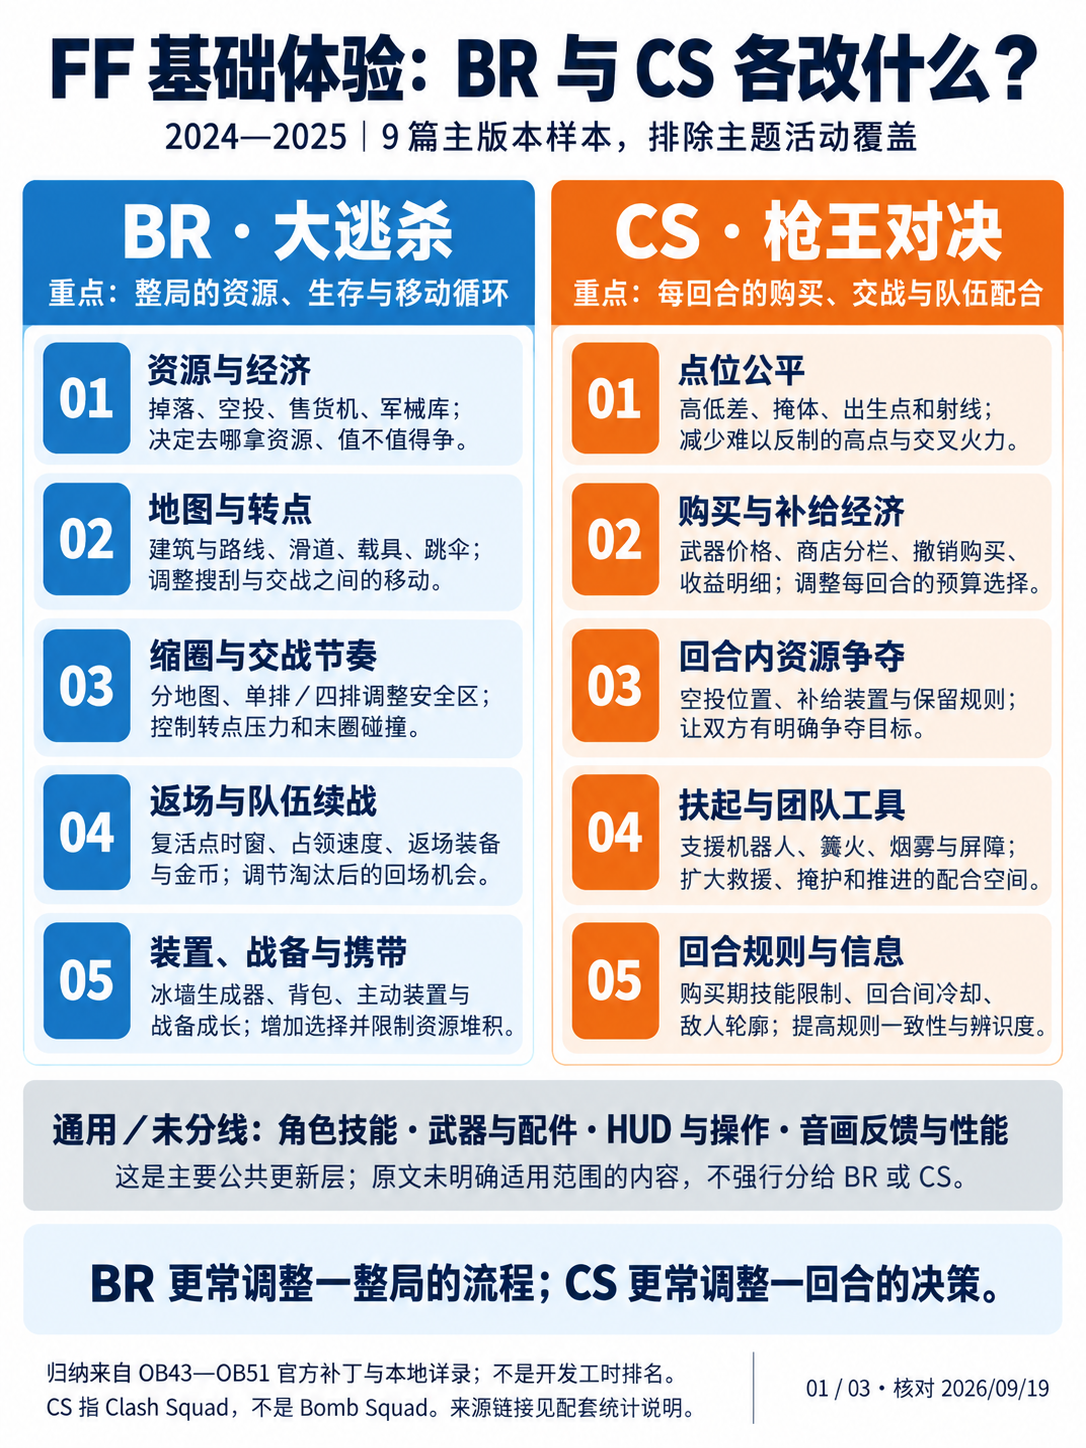 FF 基础体验：BR 与 CS 各改什么？
2024—2025｜9 篇主版本样本，排除主题活动覆盖
BR · 大逃杀
重点：整局的资源、生存与移动循环
01
资源与经济
掉落、空投、售货机、军械库；
决定去哪拿资源、值不值得争。
02
地图与转点
建筑与路线、滑道、载具、跳伞；
调整搜刮与交战之间的移动。
03
缩圈与交战节奏
分地图、单排／四排调整安全区；
控制转点压力和末圈碰撞。
04
返场与队伍续战
复活点时窗、占领速度、返场装备
与金币；调节淘汰后的回场机会。
05
装置、战备与携带
冰墙生成器、背包、主动装置与
战备成长；增加选择并限制资源堆积。
CS · 枪王对决
重点：每回合的购买、交战与队伍配合
01
点位公平
高低差、掩体、出生点和射线；
减少难以反制的高点与交叉火力。
02
购买与补给经济
武器价格、商店分栏、撤销购买、
收益明细；调整每回合的预算选择。
03
回合内资源争夺
空投位置、补给装置与保留规则；
让双方有明确争夺目标。
04
扶起与团队工具
支援机器人、篝火、烟雾与屏障；
扩大救援、掩护和推进的配合空间。
05
回合规则与信息
购买期技能限制、回合间冷却、
敌人轮廓；提高规则一致性与辨识度。
通用／未分线：角色技能 · 武器与配件 · HUD 与操作 · 音画反馈与性能
这是主要公共更新层；原文未明确适用范围的内容，不强行分给 BR 或 CS。
BR 更常调整一整局的流程；CS 更常调整一回合的决策。
归纳来自 OB43—OB51 官方补丁与本地详录；不是开发工时排名。
CS 指 Clash Squad，不是 Bomb Squad。来源链接见配套统计说明。
01 / 03 · 核对 2026/09/19